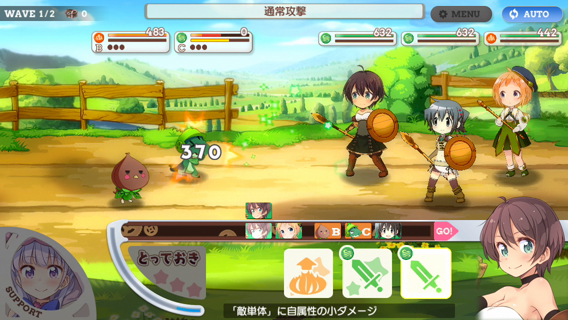 通常攻撃
WAVE 1/2 0
MENU
AUTO
483
B
0
C
632
632
442
370
B C GO!
SUPPORT
とっておき
「敵単体」に自属性の小ダメージ